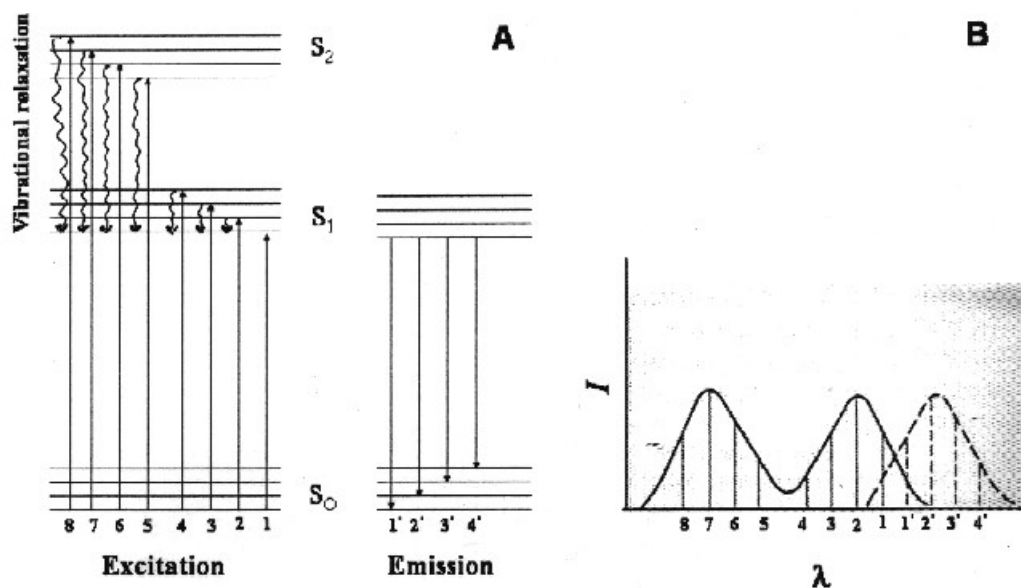 A
Vibrational relaxation
S2
S1
SO
8 7 6 5 4 3 2 1
Excitation
1' 2' 3' 4'
Emission
B
I
8 7 6 5 4 3 2 1 1' 2' 3' 4'
λ